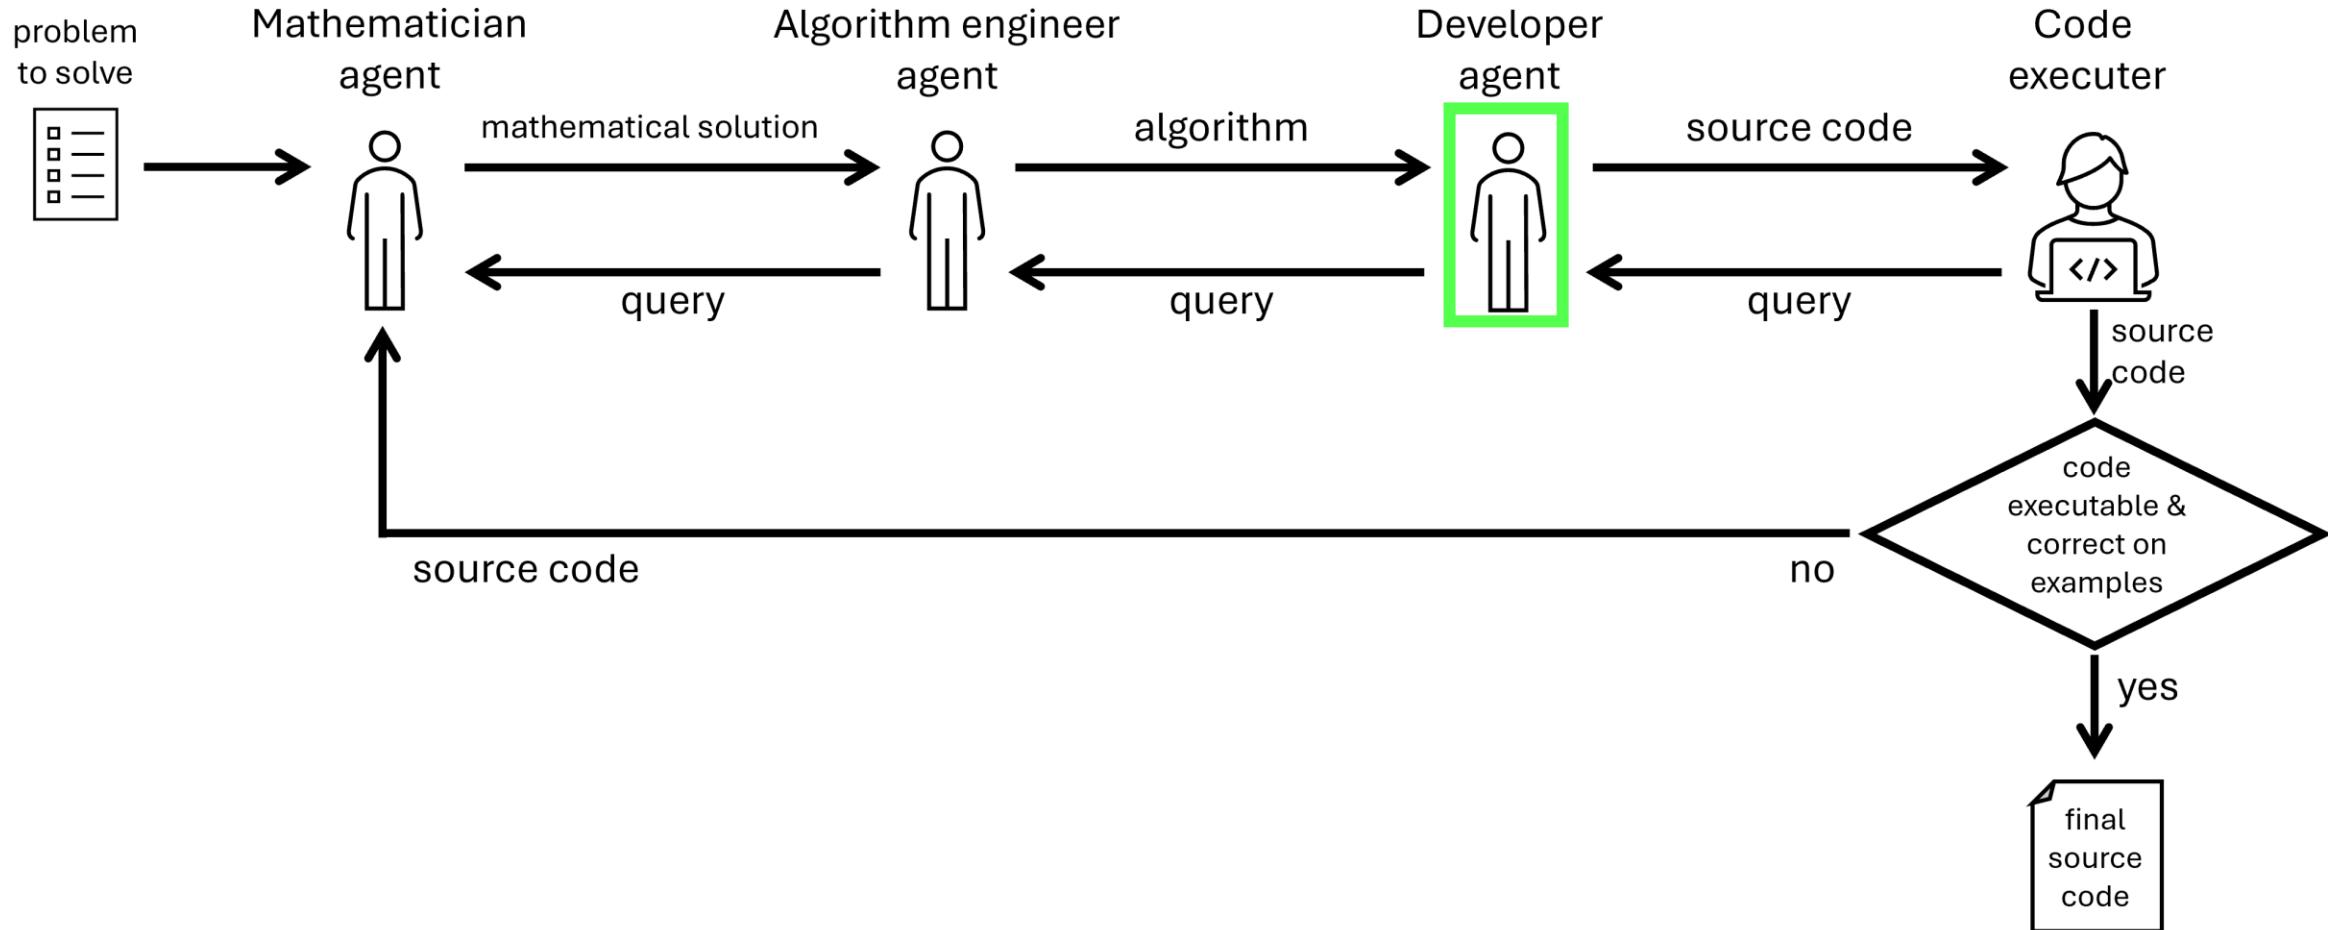 problem
to solve
Mathematician
agent
mathematical solution
query
Algorithm engineer
agent
algorithm
query
Developer
agent
source code
query
Code
executer
</>
source
code
code
executable &
correct on
examples
no
source code
yes
final
source
code